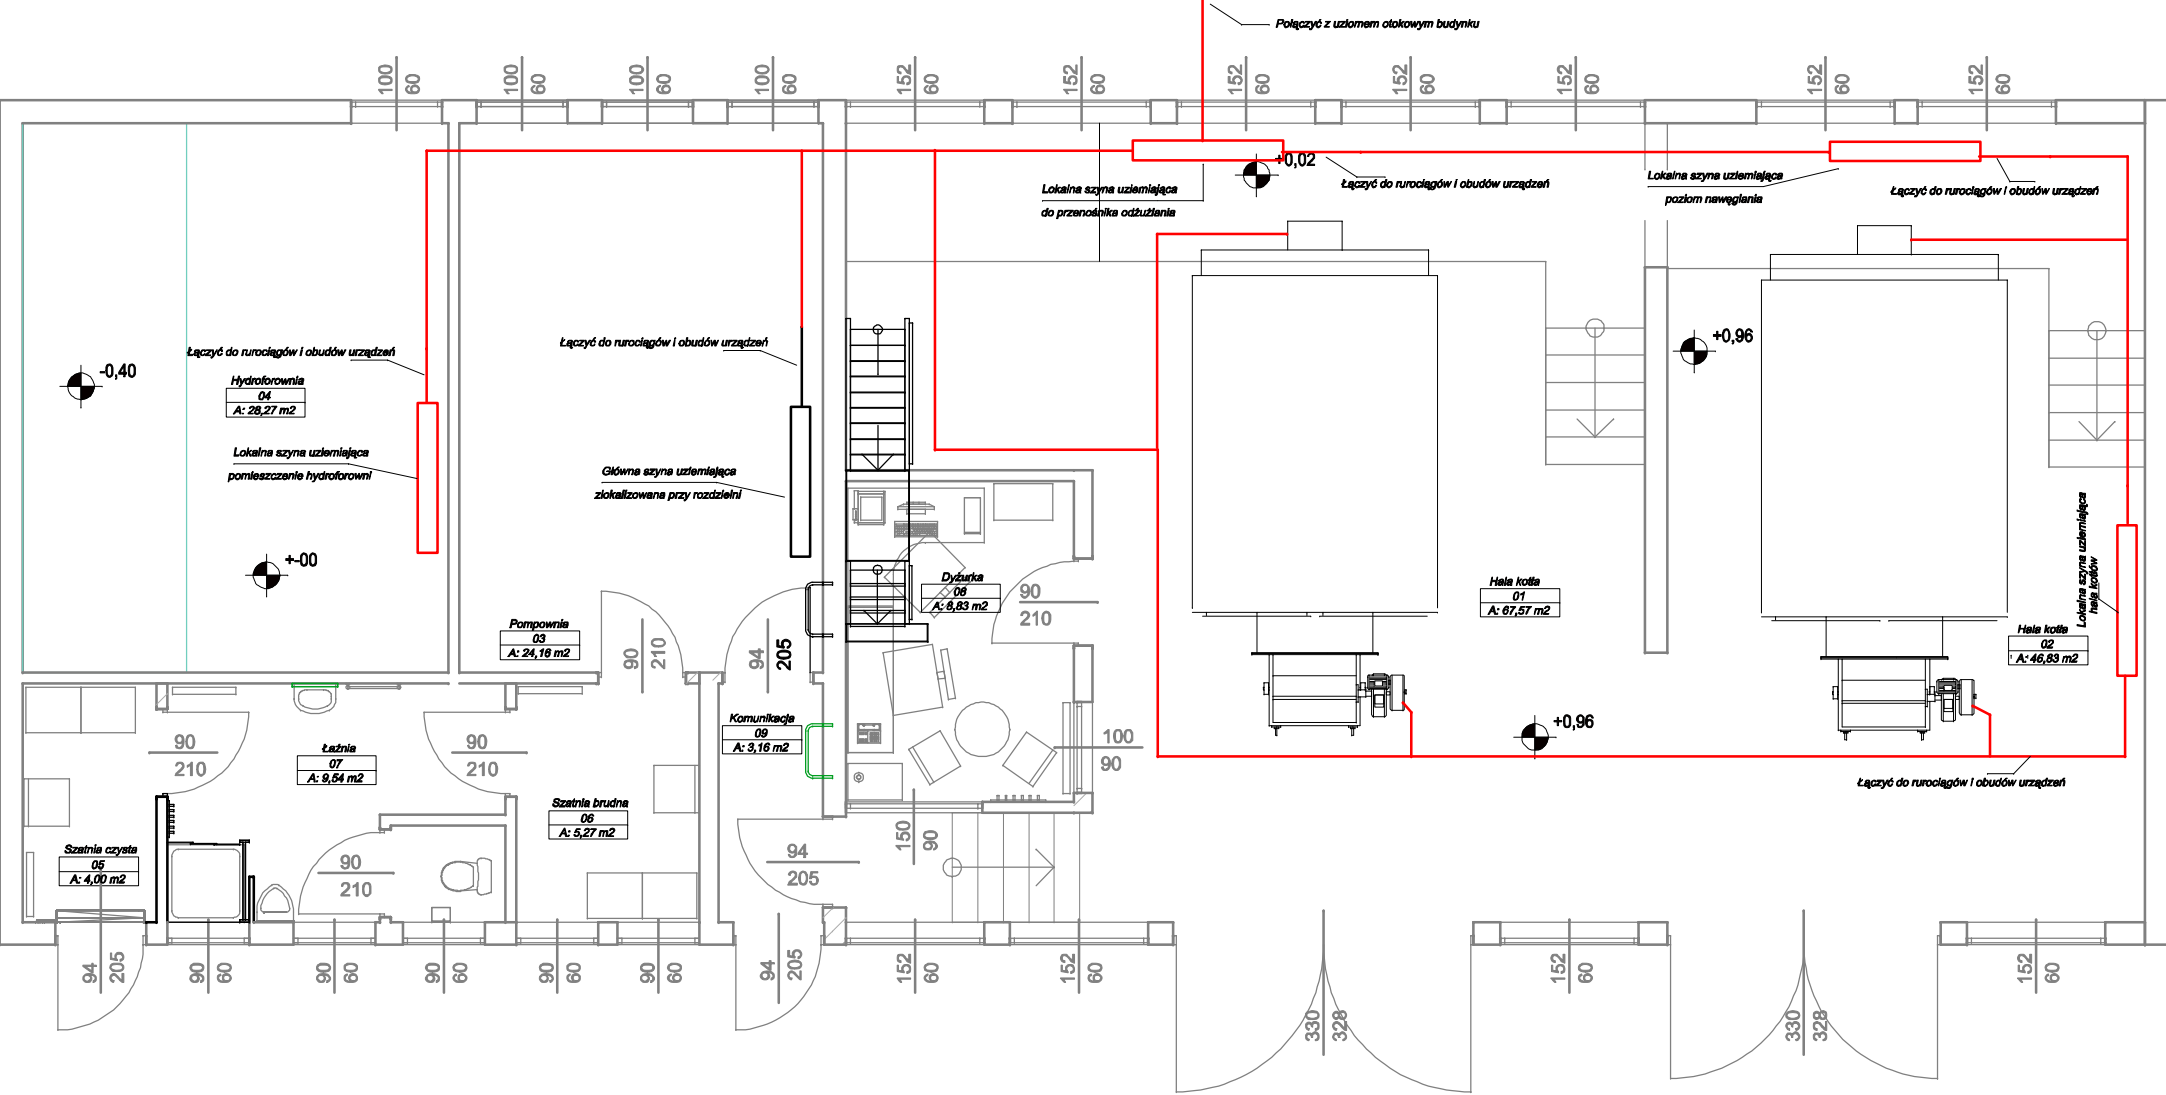 Połączyć z uziomem otokowym budynku
100
60
100
60
100
60
100
60
152
60
152
60
152
60
152
60
152
60
152
60
152
60
+0,02
Lokalna szyna uziemiająca
do przenośnika odżużlania
Łączyć do rurociągów i obudów urządzeń
Lokalna szyna uziemiająca
poziom nawęglania
Łączyć do rurociągów i obudów urządzeń
-0,40
Łączyć do rurociągów i obudów urządzeń
Hydroforownia
04
A: 28,27 m2
Łączyć do rurociągów i obudów urządzeń
+0,96
Lokalna szyna uziemiająca
pomieszczenie hydroforowni
Główna szyna uziemiająca
zlokalizowana przy rozdzielni
+-00
Lokalna szyna uziemiająca
hala kotłów
Dyżurka
08
A: 8,83 m2
90
210
Hala kotła
01
A: 67,57 m2
Pompownia
03
A: 24,16 m2
90
210
94
205
Hala kotła
02
A: 46,83 m2
Komunikacja
09
A: 3,16 m2
+0,96
100
90
90
210
Łaźnia
07
A: 9,54 m2
90
210
Łączyć do rurociągów i obudów urządzeń
Szatnia brudna
06
A: 5,27 m2
150
90
Szatnia czysta
05
A: 4,00 m2
90
210
94
205
94
205
90
60
90
60
90
60
90
60
90
60
94
205
152
60
152
60
330
328
152
60
330
328
152
60